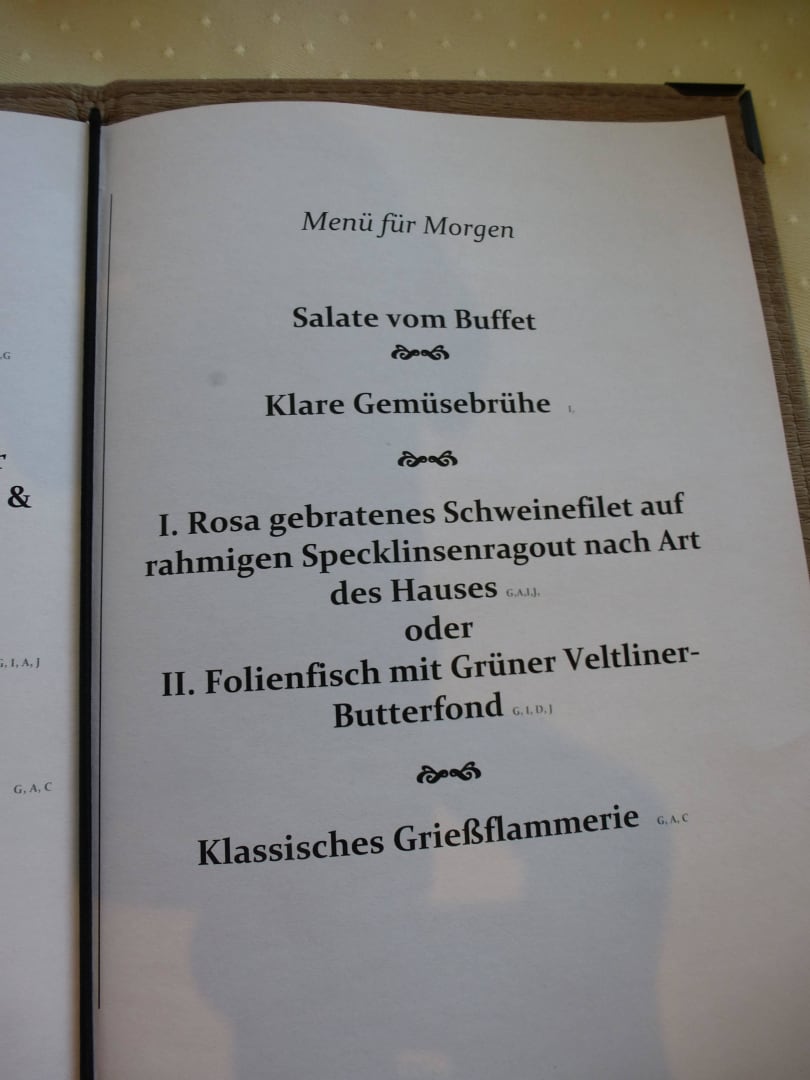 ,G
&
G, I, A, J
G, A, C
Menü für Morgen
Salate vom Buffet
Klare Gemüsebrühe I,
I. Rosa gebratenes Schweinefilet auf
rahmigen Specklinsenragout nach Art
des Hauses G,A,I,J,
oder
II. Folienfisch mit Grüner Veltliner-
Butterfond G, I, D, J
Klassisches Grießflammerie G, A, C